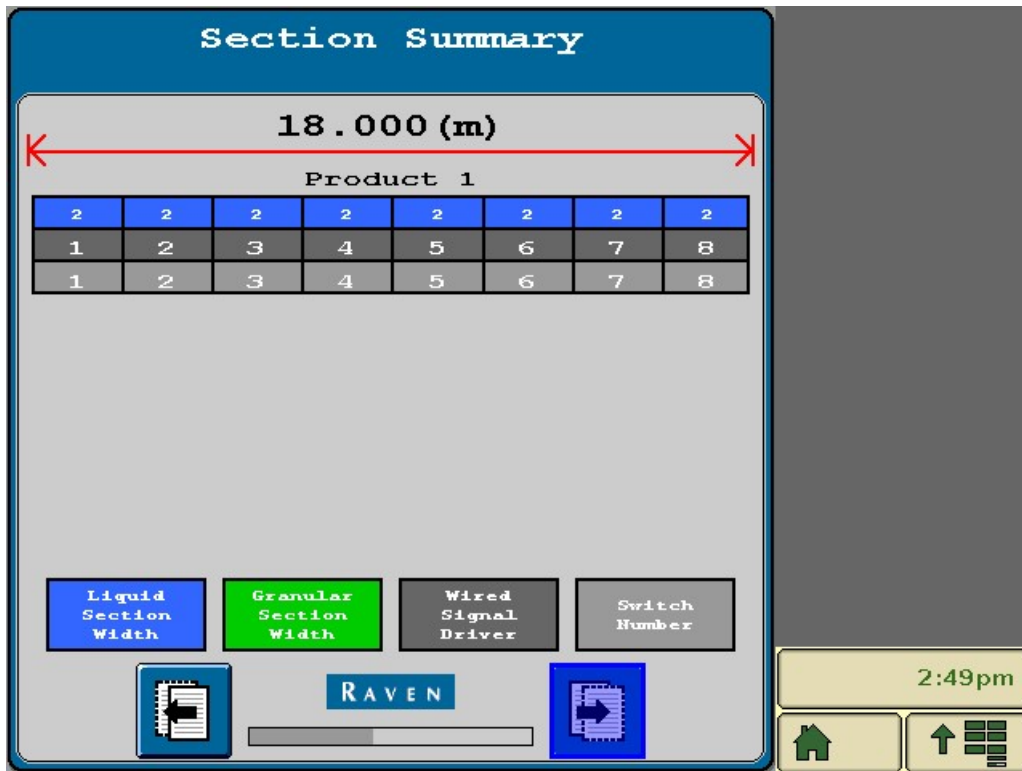 Section Summary
18.000 (m)
Product 1
2 2 2 2 2 2 2 2
1 2 3 4 5 6 7 8
1 2 3 4 5 6 7 8
Liquid
Section
Width
Granular
Section
Width
Wired
Signal
Driver
Switch
Number
RAVEN
2:49pm